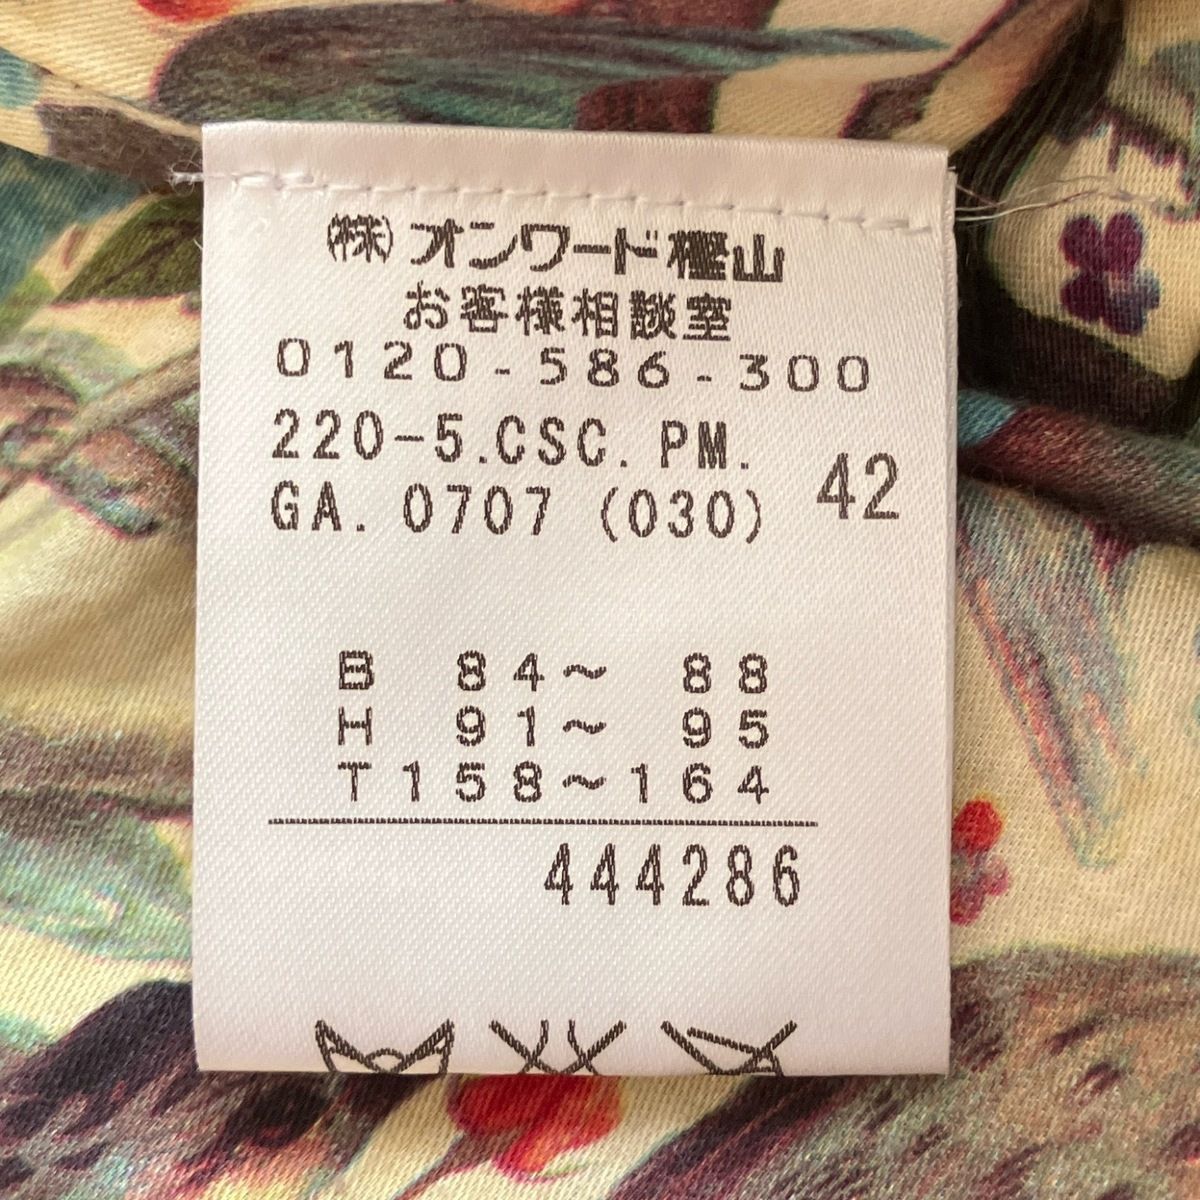 ㈱オンワード樫山
お客様相談室
0120-586-300
220-5.CSC.PM.
GA.0707 (030) 42
B 84～ 88
H 91～ 95
T 158～164
444286